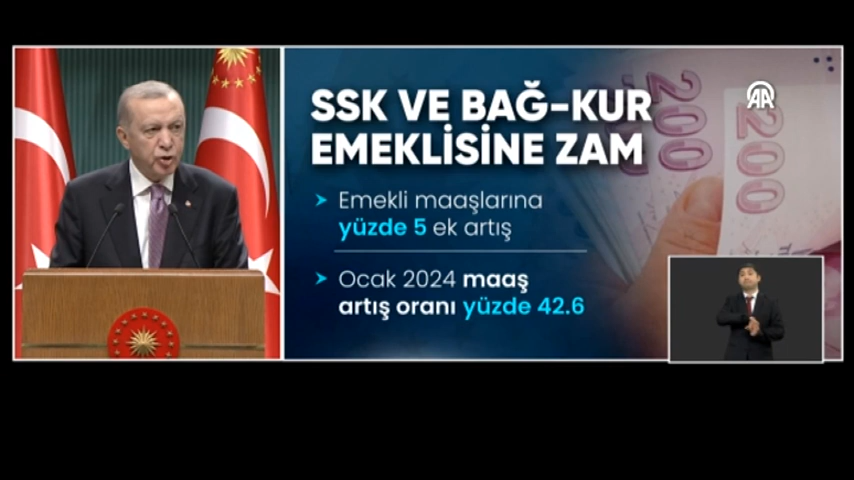 SSK VE BAĞ-KUR
EMEKLİSİNE ZAM
Emekli maaşlarına
yüzde 5 ek artış
Ocak 2024 maaş
artış oranı yüzde 42.6
200
200
AA